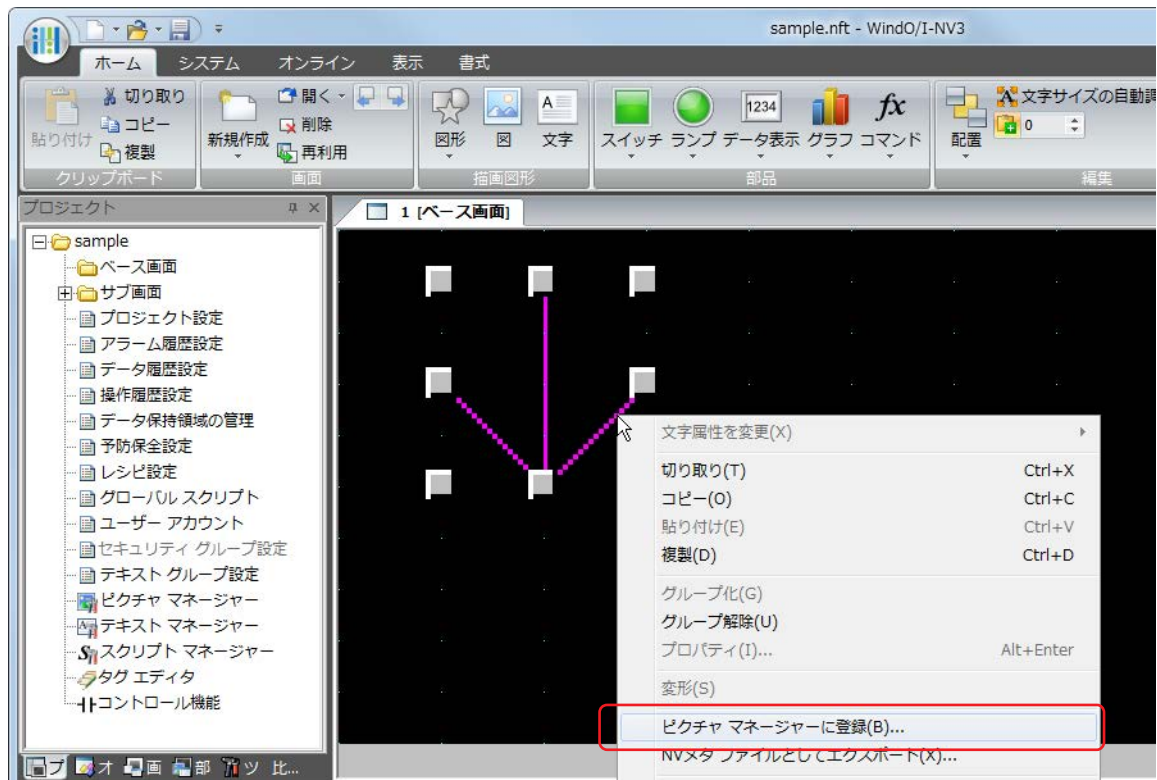 sample.nft - WindO/I-NV3
ホーム システム オンライン 表示 書式
貼り付け
切り取り
コピー
複製
クリップボード
新規作成
開く
削除
再利用
画面
図形 図 文字
描画図形
スイッチ ランプ データ表示 グラフ コマンド
1234
fx
A
部品
配置
文字サイズの自動調
0
編集
プロジェクト
1 [ベース画面]
sample
ベース画面
サブ画面
プロジェクト設定
アラーム履歴設定
データ履歴設定
操作履歴設定
データ保持領域の管理
予防保全設定
レシピ設定
グローバル スクリプト
ユーザー アカウント
セキュリティ グループ設定
テキスト グループ設定
ピクチャ マネージャー
テキスト マネージャー
スクリプト マネージャー
タグ エディタ
コントロール機能
プ オ 画 部 ツ 比...
文字属性を変更(X)
切り取り(T) Ctrl+X
コピー(O) Ctrl+C
貼り付け(E) Ctrl+V
複製(D) Ctrl+D
グループ化(G)
グループ解除(U)
プロパティ(I)... Alt+Enter
変形(S)
ピクチャ マネージャーに登録(B)...
NVメタ ファイルとしてエクスポート(X)...